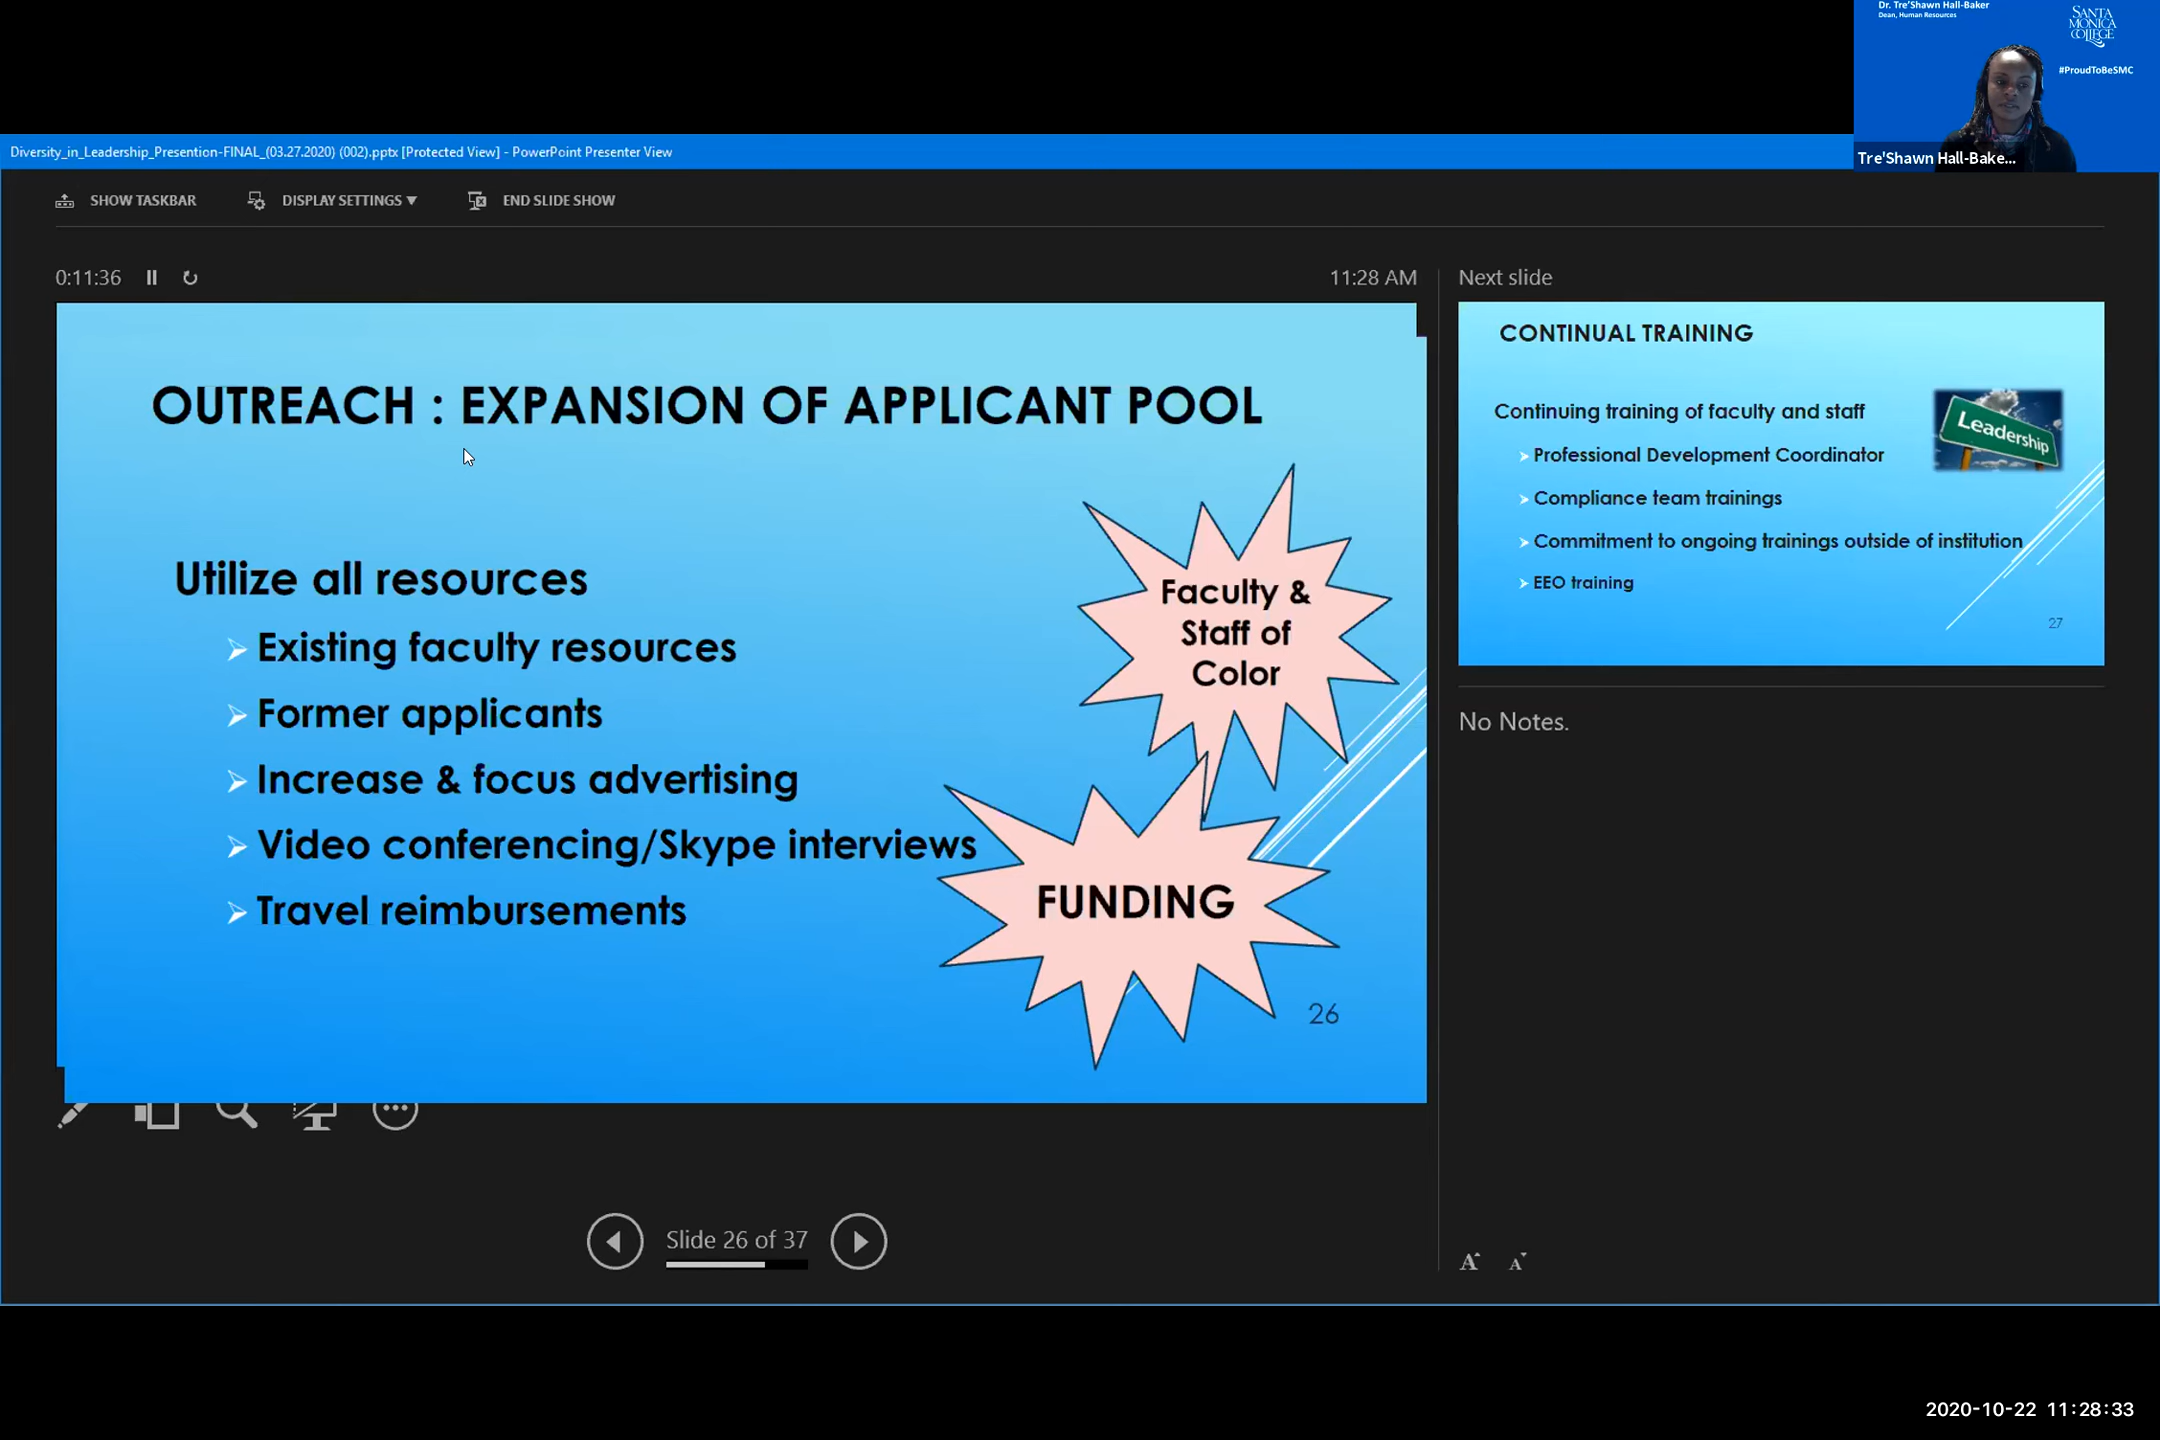 Dr. Tre'Shawn Hall-Baker
Dean, Human Resources
SANTA
MONICA
COLLEGE
#ProudToBeSMC
Tre'Shawn Hall-Bake...
Diversity_in_Leadership_Presention-FINAL_(03.27.2020) (002).pptx [Protected View] - PowerPoint Presenter View
SHOW TASKBAR
DISPLAY SETTINGS ▼
END SLIDE SHOW
0:11:36
11:28 AM
OUTREACH : EXPANSION OF APPLICANT POOL
Utilize all resources
➢ Existing faculty resources
➢ Former applicants
➢ Increase & focus advertising
➢ Video conferencing/Skype interviews
➢ Travel reimbursements
Faculty &
Staff of
Color
FUNDING
26
Next slide
CONTINUAL TRAINING
Continuing training of faculty and staff
➢ Professional Development Coordinator
➢ Compliance team trainings
➢ Commitment to ongoing trainings outside of institution
➢ EEO training
Leadership
27
No Notes.
Slide 26 of 37
A A
2020-10-22 11:28:33